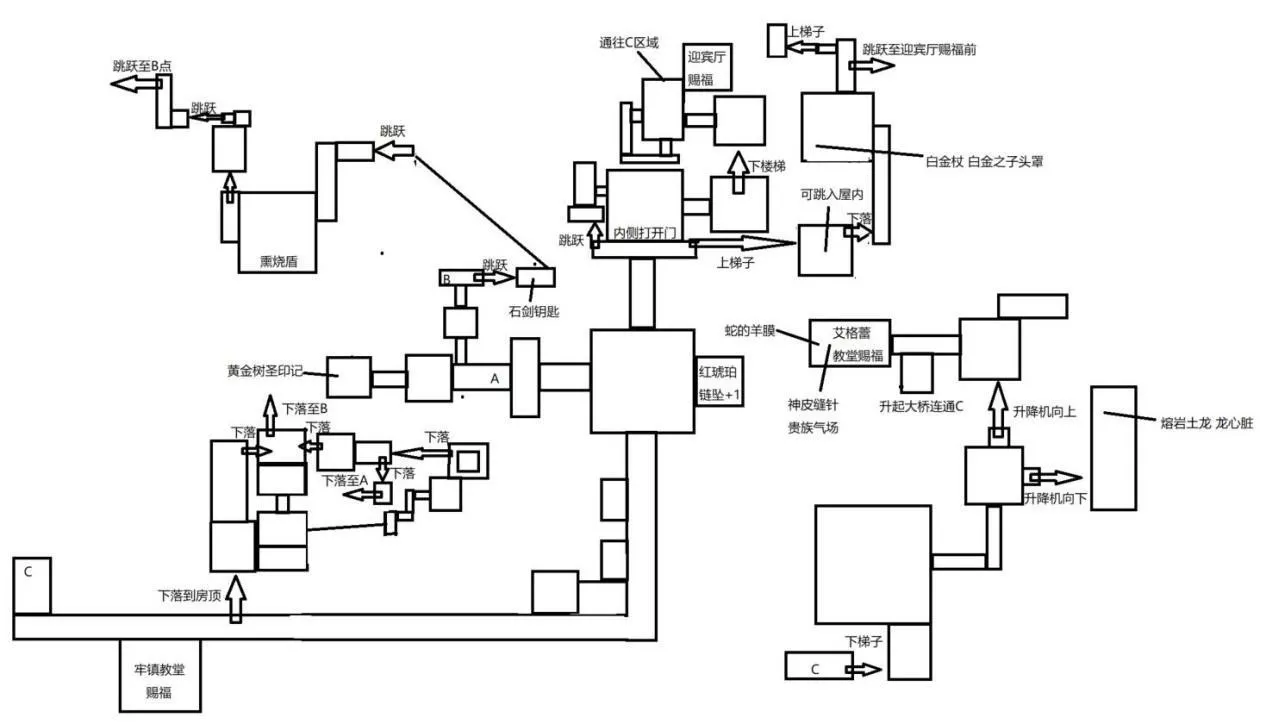 上梯子
通往C区域
迎宾厅
赐福
跳跃至迎宾厅赐福前
跳跃至B点
跳跃
跳跃
下楼梯
白金杖 白金之子头罩
可跳入屋内
下落
内侧打开门
跳跃
上梯子
熏烧盾
B
跳跃
石剑钥匙
蛇的羊膜
艾格蕾
教堂赐福
黄金树圣印记
A
红琥珀
链坠+1
神皮缝针
贵族气场
升起大桥连通C
升降机向上
熔岩土龙 龙心脏
下落至B
下落
下落
下落
下落至A
下落
升降机向下
C
下落到房顶
下梯子
C
牢镇教堂
赐福